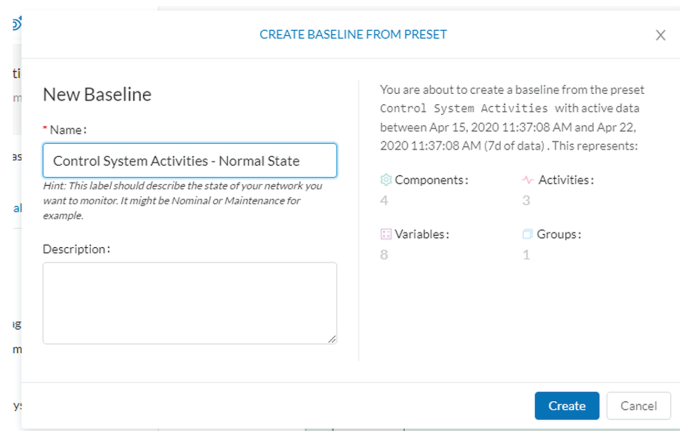 CREATE BASELINE FROM PRESET
New Baseline
* Name:
Control System Activities - Normal State
Hint: This label should describe the state of your network you
want to monitor. It might be Nominal or Maintenance for
example.
Description:
You are about to create a baseline from the preset
Control System Activities with active data
between Apr 15, 2020 11:37:08 AM and Apr 22,
2020 11:37:08 AM (7d of data) . This represents:
Components:
4
Activities:
3
Variables:
8
Groups:
1
Create
Cancel